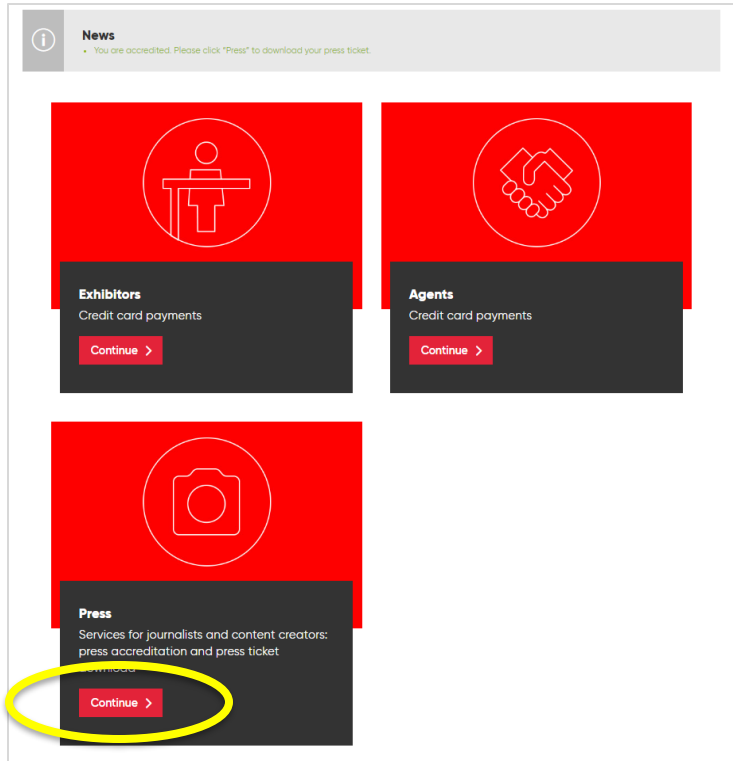 News
• You are accredited. Please click "Press" to download your press ticket.
Exhibitors
Credit card payments
Continue
Agents
Credit card payments
Continue
Press
Services for journalists and content creators:
press accreditation and press ticket
download
Continue